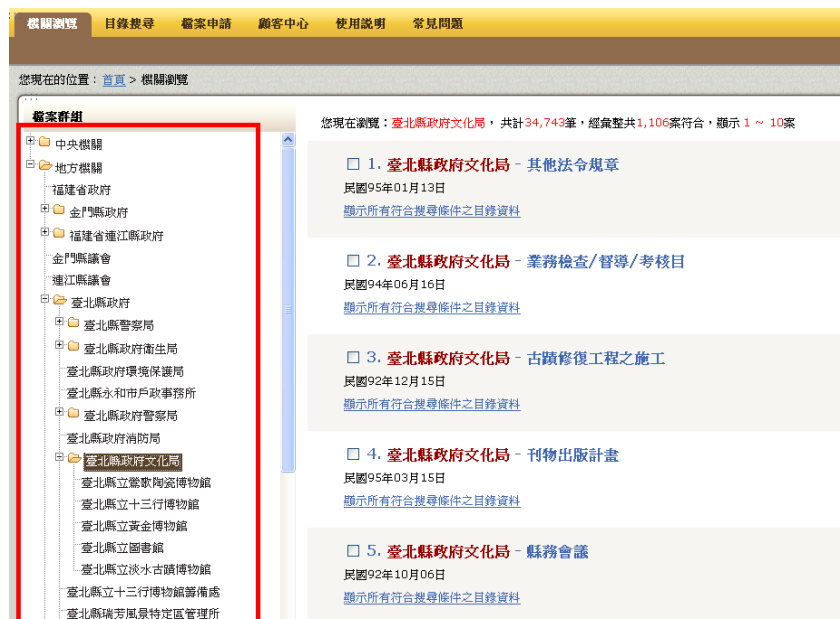 機關瀏覽 目錄搜尋 檔案申請 顧客中心 使用說明 常見問題
您現在的位置：首頁 > 機關瀏覽
檔案群組
中央機關
地方機關
福建省政府
金門縣政府
福建省連江縣政府
金門縣議會
連江縣議會
臺北縣政府
臺北縣警察局
臺北縣政府衛生局
臺北縣政府環境保護局
臺北縣永和市戶政事務所
臺北縣政府警察局
臺北縣政府消防局
臺北縣政府文化局
臺北縣立鶯歌陶瓷博物館
臺北縣立十三行博物館
臺北縣立黃金博物館
臺北縣立圖書館
臺北縣立淡水古蹟博物館
臺北縣立十三行博物館籌備處
臺北縣瑞芳風景特定區管理所
您現在瀏覽：臺北縣政府文化局， 共計34,743筆，經彙整共1,106案符合，顯示 1 ~ 10案
1. 臺北縣政府文化局 - 其他法令規章
民國95年01月13日
顯示所有符合搜尋條件之目錄資料
2. 臺北縣政府文化局 - 業務檢查/督導/考核目
民國94年06月16日
顯示所有符合搜尋條件之目錄資料
3. 臺北縣政府文化局 - 古蹟修復工程之施工
民國92年12月15日
顯示所有符合搜尋條件之目錄資料
4. 臺北縣政府文化局 - 刊物出版計畫
民國95年03月15日
顯示所有符合搜尋條件之目錄資料
5. 臺北縣政府文化局 - 縣務會議
民國92年10月06日
顯示所有符合搜尋條件之目錄資料